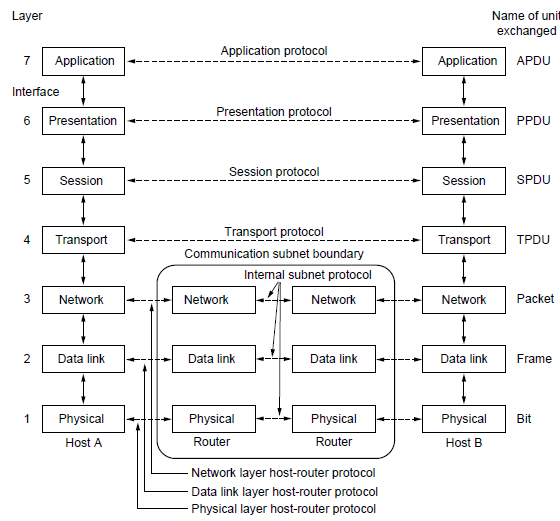 Layer
Name of unit
exchanged
Application protocol
7 Application Application APDU
Interface
Presentation protocol
6 Presentation Presentation PPDU
Session protocol
5 Session Session SPDU
Transport protocol
4 Transport Transport TPDU
Communication subnet boundary
Internal subnet protocol
3 Network Network Network Network Packet
2 Data link Data link Data link Data link Frame
1 Physical Physical Physical Physical Bit
Host A Router Router Host B
Network layer host-router protocol
Data link layer host-router protocol
Physical layer host-router protocol